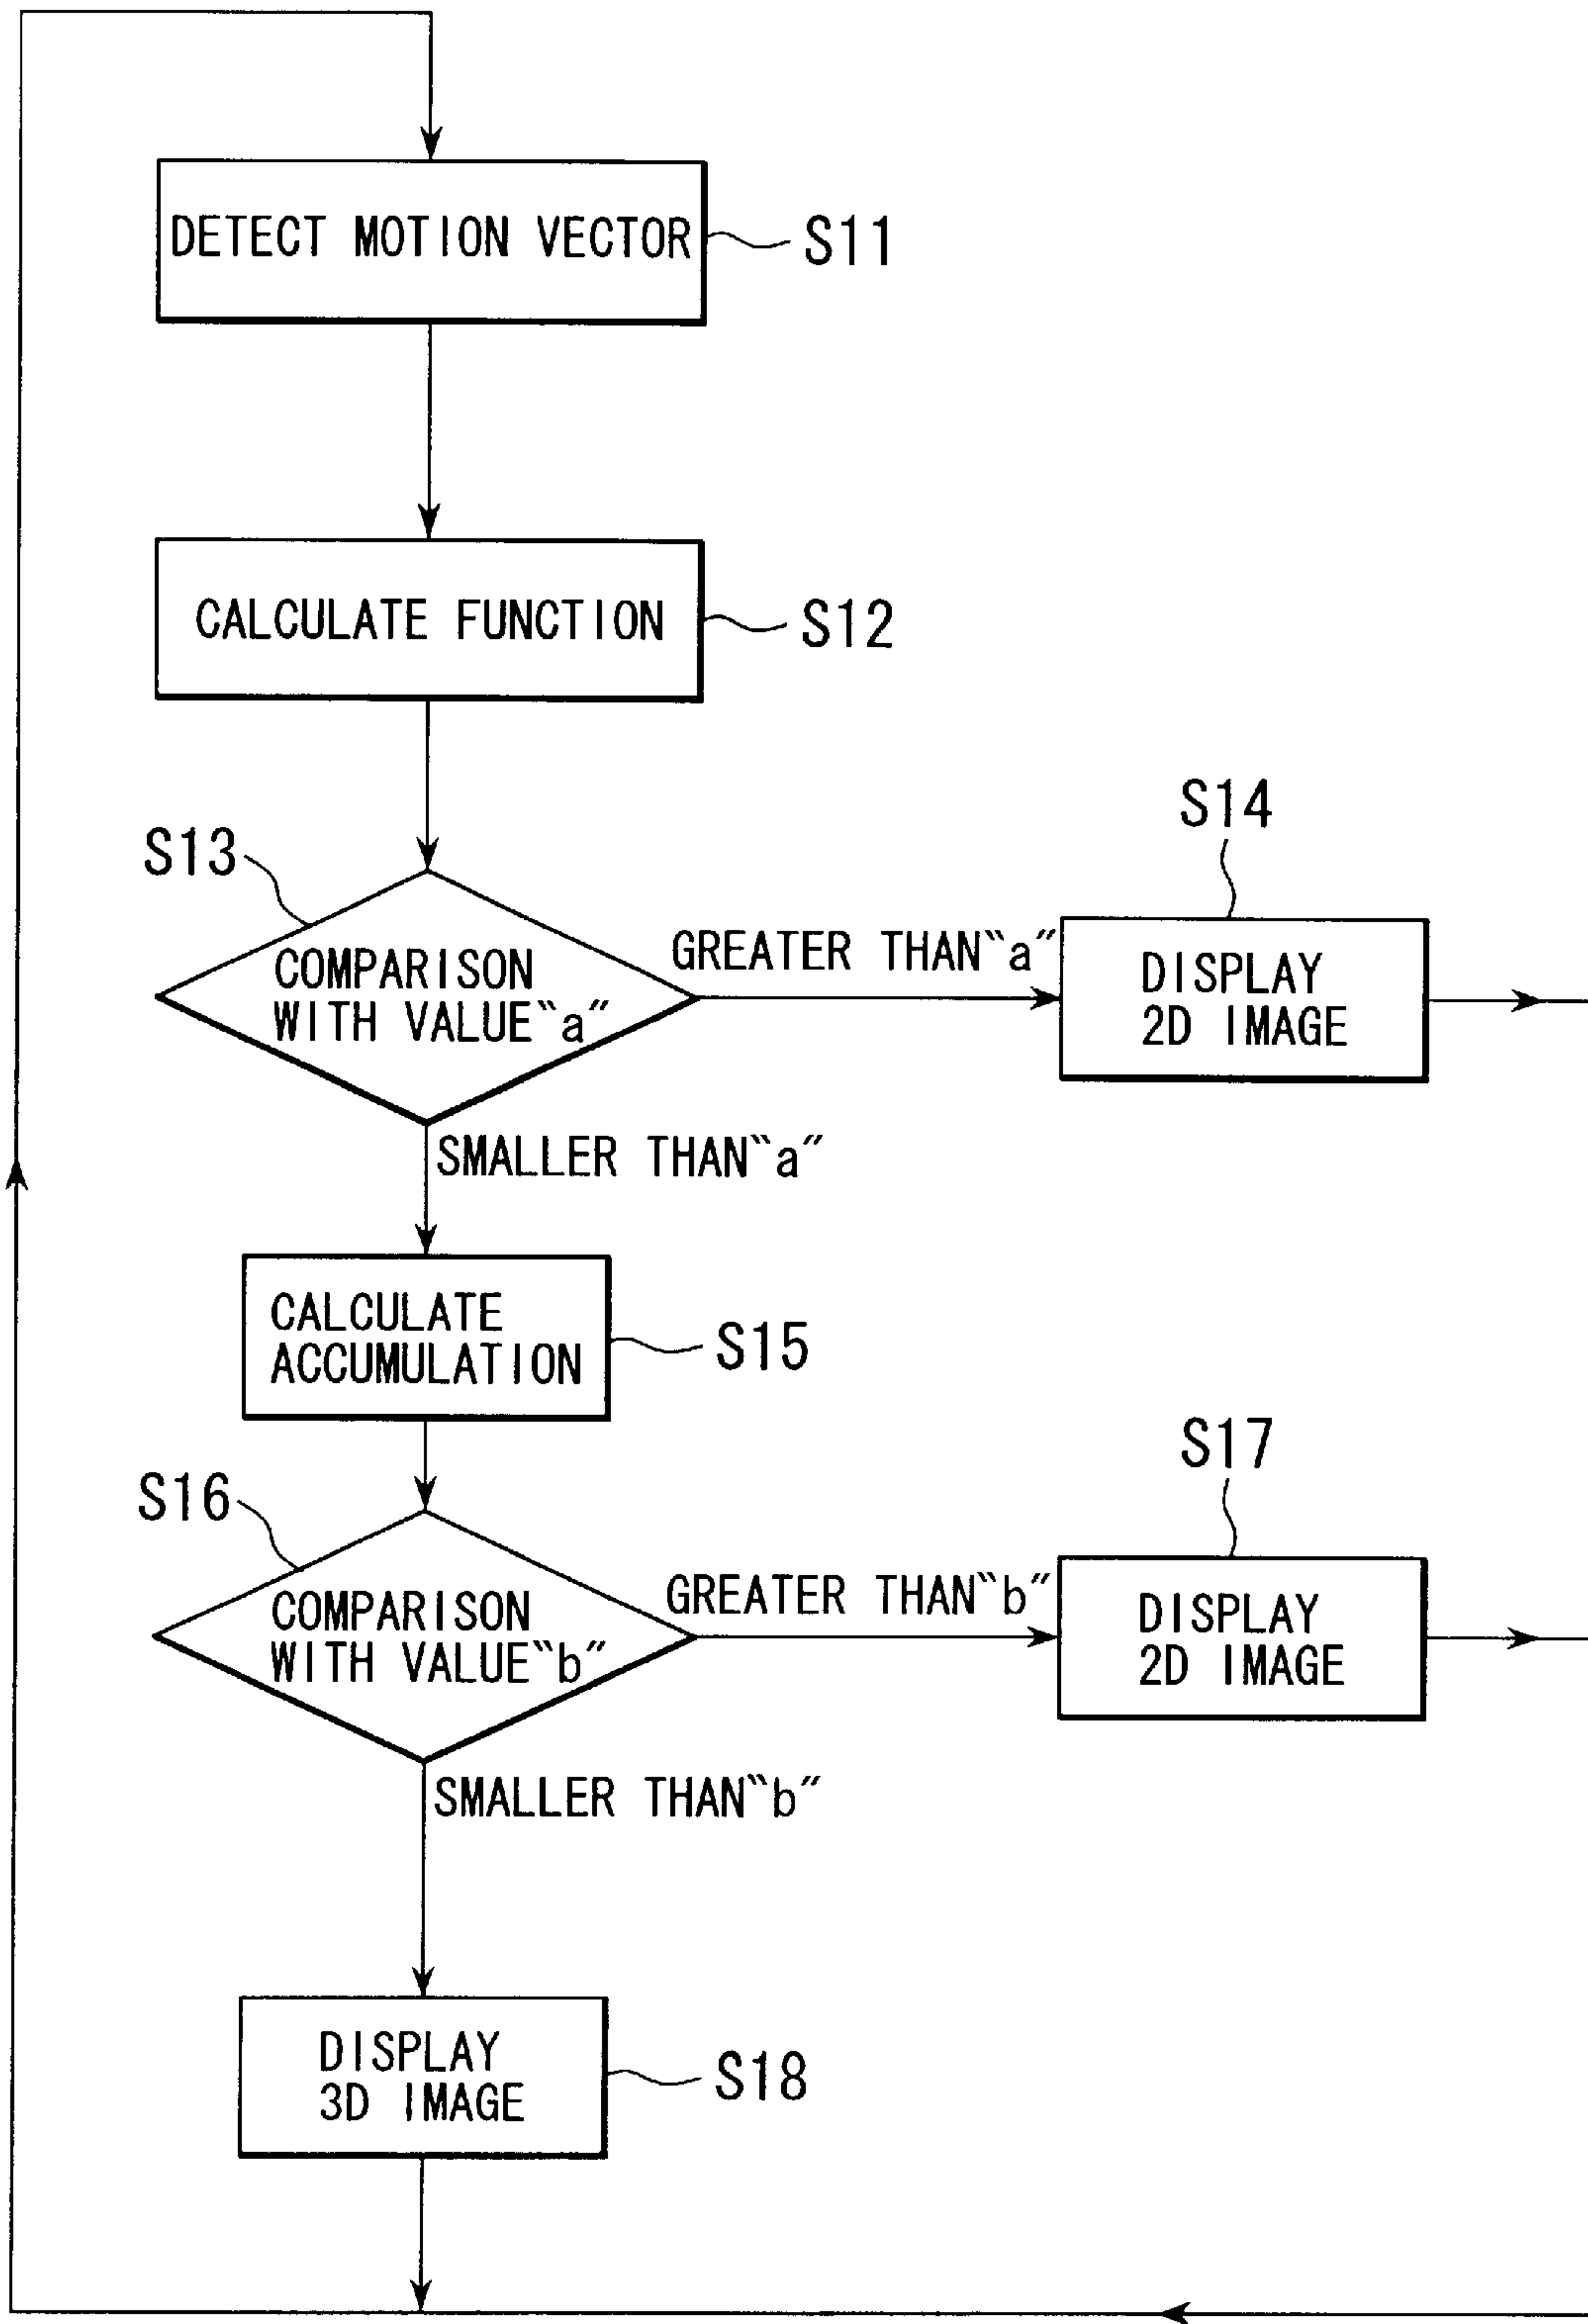 DETECT MOTION VECTOR
S11
CALCULATE FUNCTION
S12
S14
S13
GREATER THAN“a”
COMPARISON
WITH VALUE“a”
DISPLAY
2D IMAGE
SMALLER THAN“a”
CALCULATE
ACCUMULATION
S15
S17
S16
GREATER THAN“b”
COMPARISON
WITH VALUE“b”
DISPLAY
2D IMAGE
SMALLER THAN“b”
DISPLAY
3D IMAGE
S18